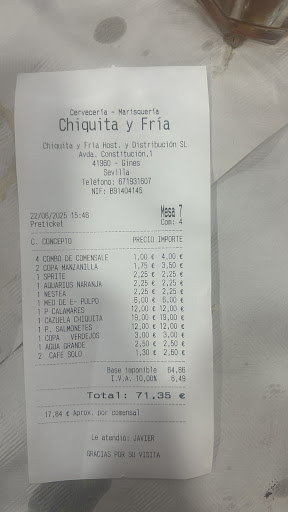 Cervecería - Marisquería
Chiquita y Fría
Chiquita y Fria Host. y Distribución SL
Avda. Constitución,1
41960 - Gines
Sevilla
Teléfono: 671931607
NIF: B91404145
22/06/2025 15:48 Mesa 7
Preticket Com: 4
C. CONCEPTO PRECIO IMPORTE
4 COMBO DE COMENSALE 1,00 € 4,00 €
2 COPA MANZANILLA 1,75 € 3,50 €
1 SPRITE 2,25 € 2,25 €
1 AQUARIUS NARANJA 2,25 € 2,25 €
1 NESTEA 2,25 € 2,25 €
1 MED DE E- PULPO 6,00 € 6,00 €
1 P CALAMARES 12,00 € 12,00 €
1 CAZUELA CHIQUITA 19,00 € 19,00 €
1 P. SALMONETES 12,00 € 12,00 €
1 COPA VERDEJOS 3,00 € 3,00 €
1 AGUA GRANDE 2,50 € 2,50 €
2 CAFE SOLO 1,30 € 2,60 €
Base imponible 64,86
I.V.A. 10,00% 6,49
Total: 71,35 €
17,84 € Aprox. por comensal
Le atendió: JAVIER
GRACIAS POR SU VISITA